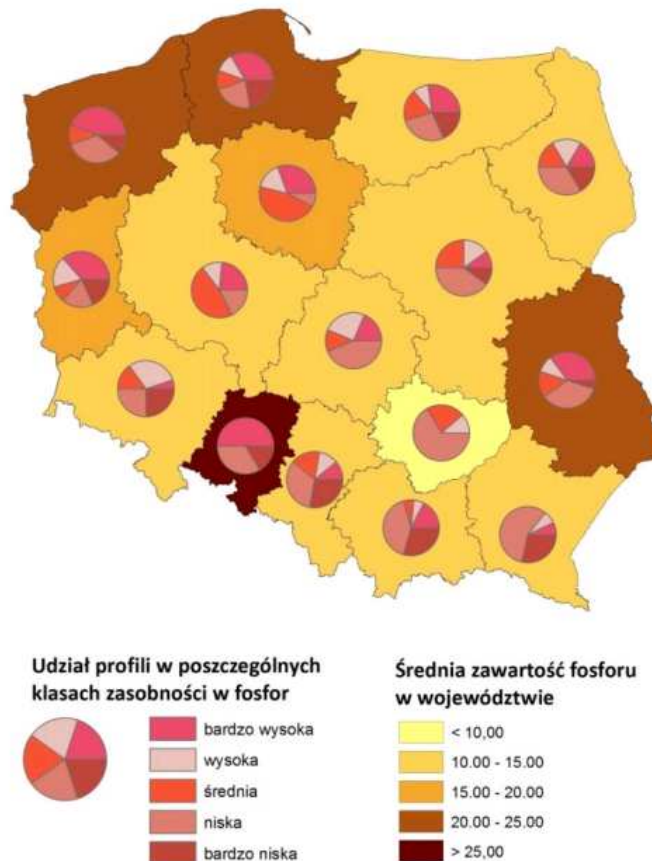 Udział profili w poszczególnych
klasach zasobności w fosfor
bardzo wysoka
wysoka
średnia
niska
bardzo niska
Średnia zawartość fosforu
w województwie
< 10,00
10.00 - 15.00
15.00 - 20.00
20.00 - 25.00
> 25,00